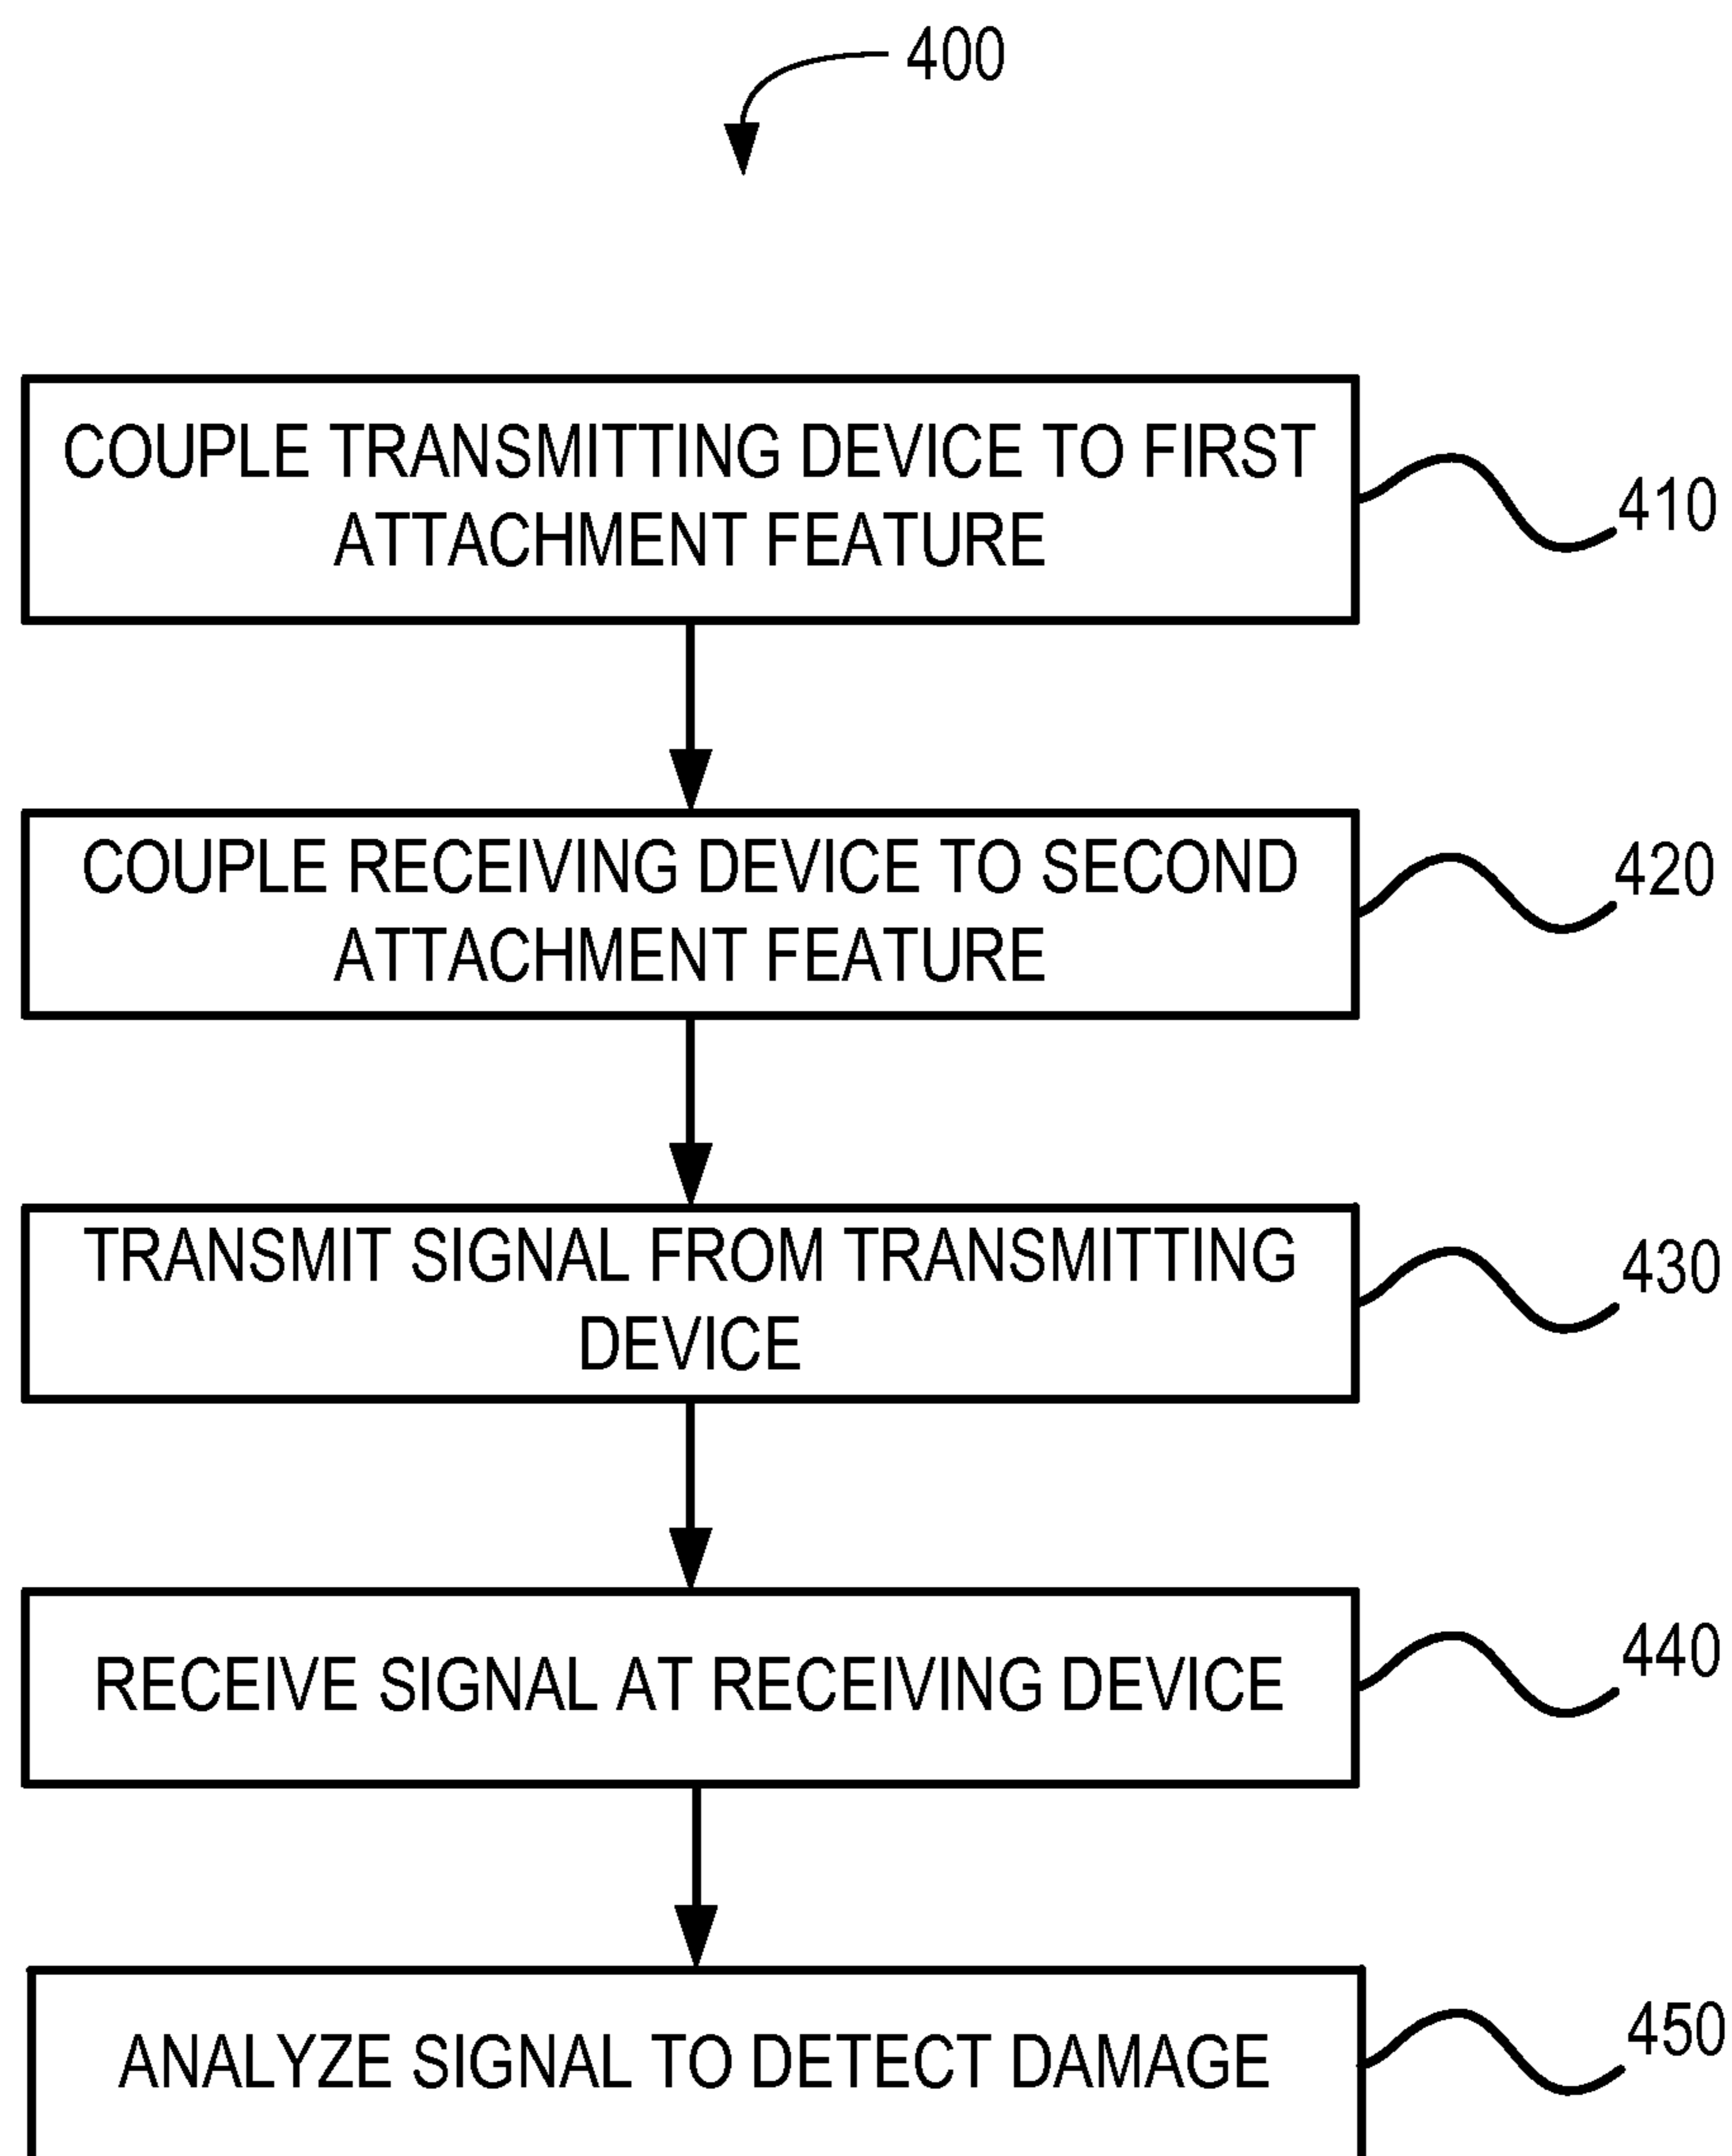 400
COUPLE TRANSMITTING DEVICE TO FIRST
ATTACHMENT FEATURE
410
COUPLE RECEIVING DEVICE TO SECOND
ATTACHMENT FEATURE
420
TRANSMIT SIGNAL FROM TRANSMITTING
DEVICE
430
RECEIVE SIGNAL AT RECEIVING DEVICE
440
ANALYZE SIGNAL TO DETECT DAMAGE
450